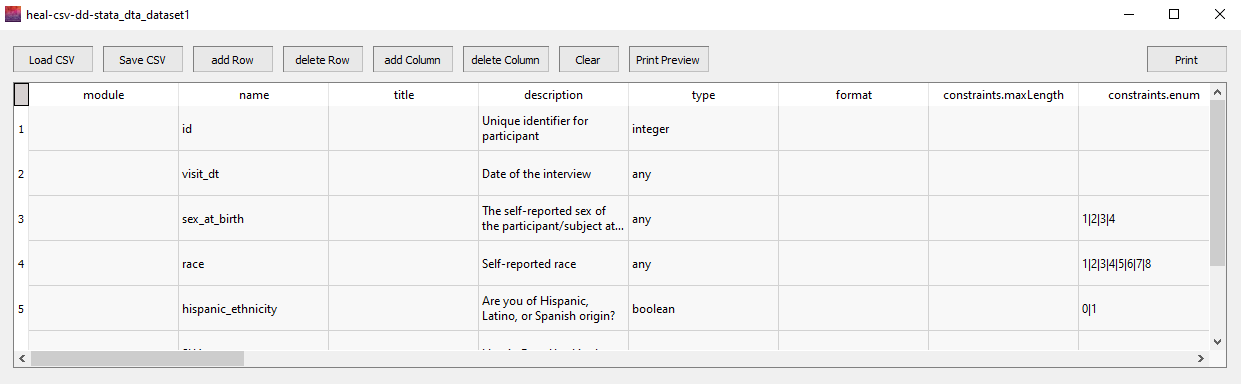 heal-csv-dd-stata_dta_dataset1
Load CSV Save CSV add Row delete Row add Column delete Column Clear Print Preview Print
module name title description type format constraints.maxLength constraints.enum
1 id Unique identifier for participant integer
2 visit_dt Date of the interview any
3 sex_at_birth The self-reported sex of the participant/subject at... any 1|2|3|4
4 race Self-reported race any 1|2|3|4|5|6|7|8
5 hispanic_ethnicity Are you of Hispanic, Latino, or Spanish origin? boolean 0|1